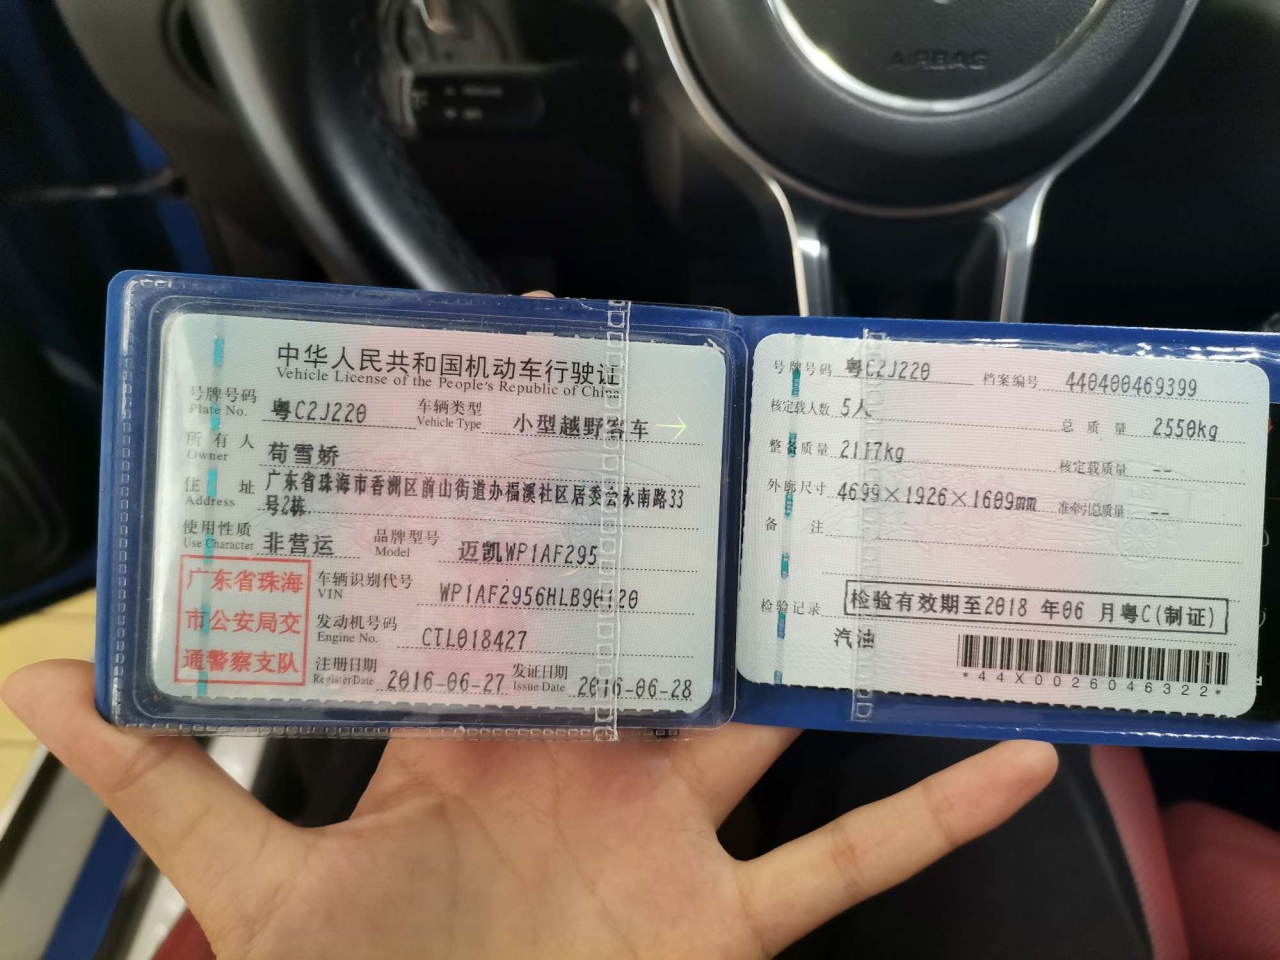 AIRBAG
中华人民共和国机动车行驶证
Vehicle License of the People's Republic of China
号牌号码 粤C2J220 车辆类型 小型越野客车
Plate No. Vehicle Type
所有人 苟雪娇
Owner
住址 广东省珠海市香洲区前山街道办福溪社区居委会永南路33
Address 号2栋
使用性质 非营运 品牌型号 迈凯WP1AF295
Use Character Model
广东省珠海
市公安局交
通警察支队
车辆识别代号 WP1AF2956HLB90120
VIN
发动机号码 CTL018427
Engine No.
注册日期 2016-06-27 发证日期 2016-06-28
Register Date Issue Date
号牌号码 粤C2J220 档案编号 440400469399
核定载人数 5人 总质量 2550kg
整备质量 2117kg 核定载质量 --
外廓尺寸 4699×1926×1609mm 准牵引总质量 --
备注
检验记录 检验有效期至2018年06月粤C(制证)
汽油
*44X0026046322*